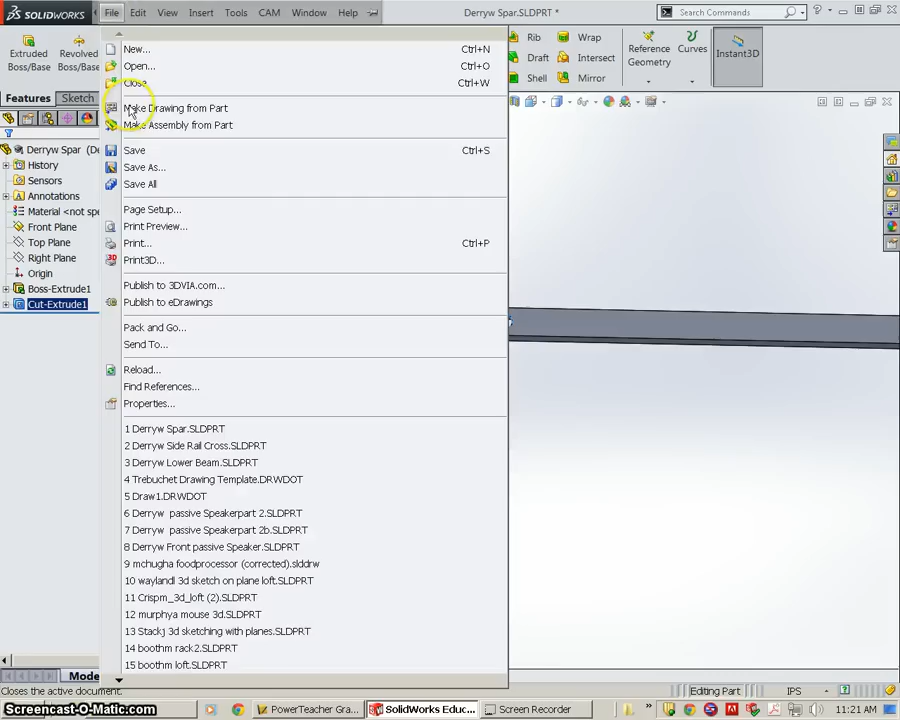 SOLIDWORKS
File Edit View Insert Tools CAM Window Help Derryw Spar.SLDPRT * Search Commands ?
Extruded Boss/Base
Revolved Boss/Base
Rib Wrap
Draft Intersect
Shell Mirror
Reference Geometry
Curves
Instant3D
Features Sketch
Derryw Spar (De
History
Sensors
Annotations
Material <not spe
Front Plane
Top Plane
Right Plane
Origin
Boss-Extrude1
Cut-Extrude1
New... Ctrl+N
Open... Ctrl+O
Close Ctrl+W
Make Drawing from Part
Make Assembly from Part
Save Ctrl+S
Save As...
Save All
Page Setup...
Print Preview...
Print... Ctrl+P
Print3D...
Publish to 3DVIA.com...
Publish to eDrawings
Pack and Go...
Send To...
Reload...
Find References...
Properties...
1 Derryw Spar.SLDPRT
2 Derryw Side Rail Cross.SLDPRT
3 Derryw Lower Beam.SLDPRT
4 Trebuchet Drawing Template.DRWDOT
5 Draw1.DRWDOT
6 Derryw passive Speakerpart 2.SLDPRT
7 Derryw passive Speakerpart 2b.SLDPRT
8 Derryw Front passive Speaker.SLDPRT
9 mchugha foodprocessor (corrected).slddrw
10 waylandl 3d sketch on plane loft.SLDPRT
11 Crispm_3d_loft (2).SLDPRT
12 murphya mouse 3d.SLDPRT
13 Stackj 3d sketching with planes.SLDPRT
14 boothm rack2.SLDPRT
15 boothm loft.SLDPRT
Mode
Editing Part IPS
Screencast-O-Matic.com
PowerTeacher Gra... SolidWorks Educ... Screen Recorder » 11:21 AM